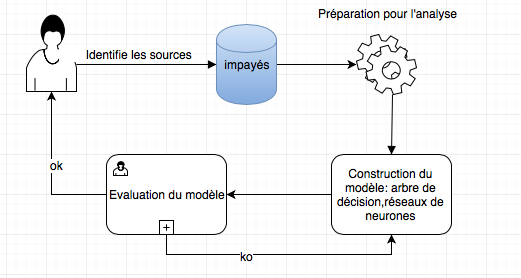 Préparation pour l'analyse
Identifie les sources
impayés
ok
Evaluation du modèle
Construction du
modèle: arbre de
décision,réseaux de
neurones
ko